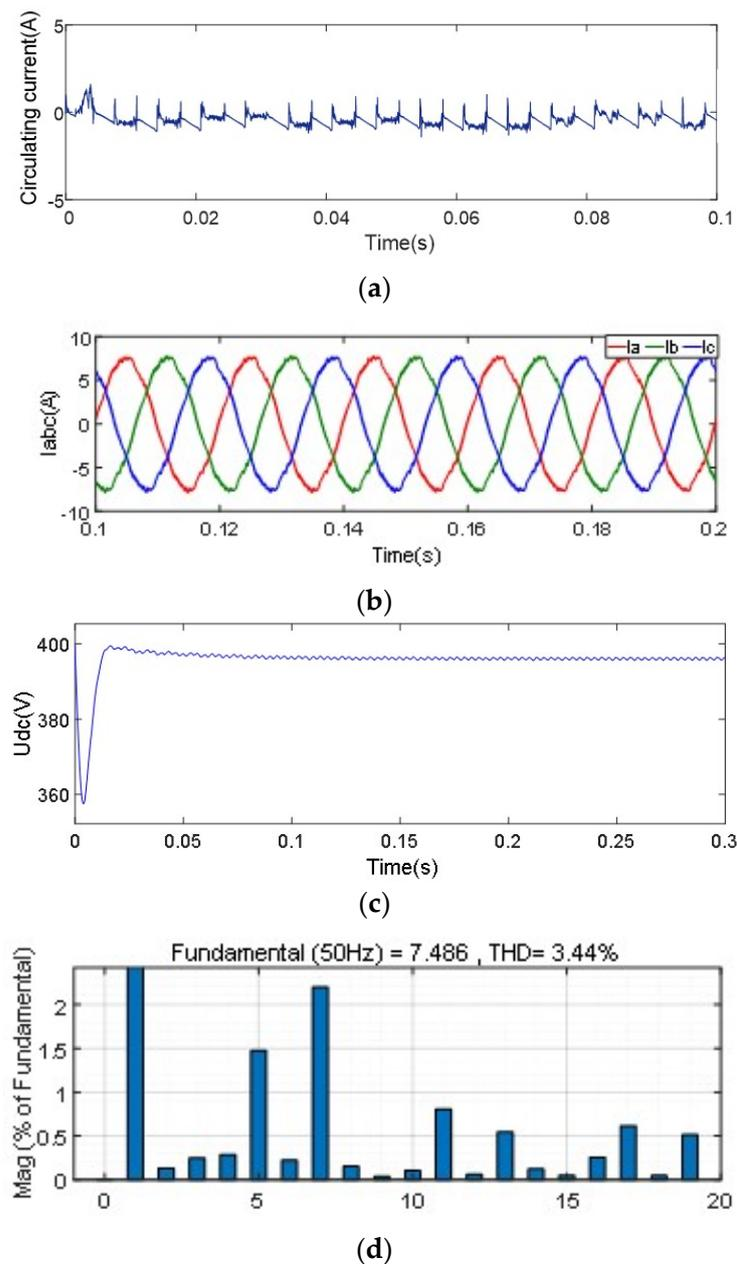 Circulating current(A)
5
0
-5
0 0.02 0.04 0.06 0.08 0.1
Time(s)
(a)
Iabc(A)
10
5
0
-5
-10
Ia Ib Ic
0.1 0.12 0.14 0.16 0.18 0.2
Time(s)
(b)
Udc(V)
400
380
360
0 0.05 0.1 0.15 0.2 0.25 0.3
Time(s)
(c)
Fundamental (50Hz) = 7.486 , THD= 3.44%
Mag (% of Fundamental)
2
1.5
1
0.5
0
0 5 10 15 20
(d)